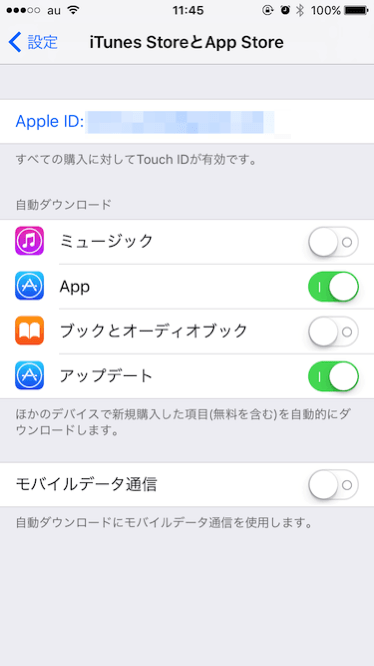 au 11:45 100%
設定 iTunes StoreとApp Store
Apple ID:
すべての購入に対してTouch IDが有効です。
自動ダウンロード
ミュージック
App
ブックとオーディオブック
アップデート
ほかのデバイスで新規購入した項目(無料を含む)を自動的にダ
ウンロードします。
モバイルデータ通信
自動ダウンロードにモバイルデータ通信を使用します。